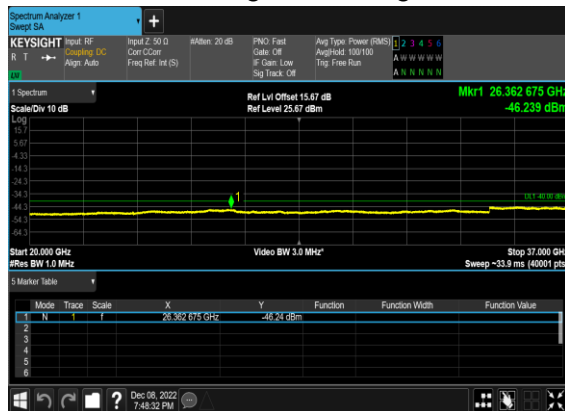 Spectrum Analyzer 1
Swept SA
+
KEYSIGHT Input: RF Input Z: 50 Ω #Atten: 20 dB PNO: Fast Avg Type: Power (RMS) 1 2 3 4 5 6
R T Coupling: DC Corr CCorr Gate: Off Avg|Hold: 100/100 A W W W W W
Align: Auto Freq Ref: Int (S) IF Gain: Low Trig: Free Run
LW Sig Track: Off A N N N N N
1 Spectrum Ref Lvl Offset 15.67 dB Mkr1 26.362 675 GHz
Scale/Div 10 dB Ref Level 25.67 dBm -46.239 dBm
Log
15.7
5.67
-4.33
-14.3
-24.3
-34.3 1 DL1 -40.00 dBm
-44.3
-54.3
-64.3
Start 20.000 GHz Video BW 3.0 MHz* Stop 37.000 GHz
#Res BW 1.0 MHz Sweep ~33.9 ms (40001 pts)
5 Marker Table
Mode Trace Scale X Y Function Function Width Function Value
1 N 1 f 26.362 675 GHz -46.24 dBm
2
3
4
5
6
? Dec 08, 2022
7:48:32 PM